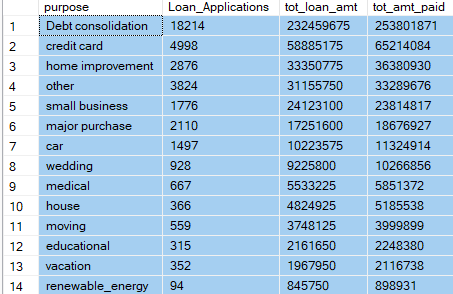 purpose Loan_Applications tot_loan_amt tot_amt_paid
1 Debt consolidation 18214 232459675 253801871
2 credit card 4998 58885175 65214084
3 home improvement 2876 33350775 36380930
4 other 3824 31155750 33289676
5 small business 1776 24123100 23814817
6 major purchase 2110 17251600 18676927
7 car 1497 10223575 11324914
8 wedding 928 9225800 10266856
9 medical 667 5533225 5851372
10 house 366 4824925 5185538
11 moving 559 3748125 3999899
12 educational 315 2161650 2248380
13 vacation 352 1967950 2116738
14 renewable_energy 94 845750 898931